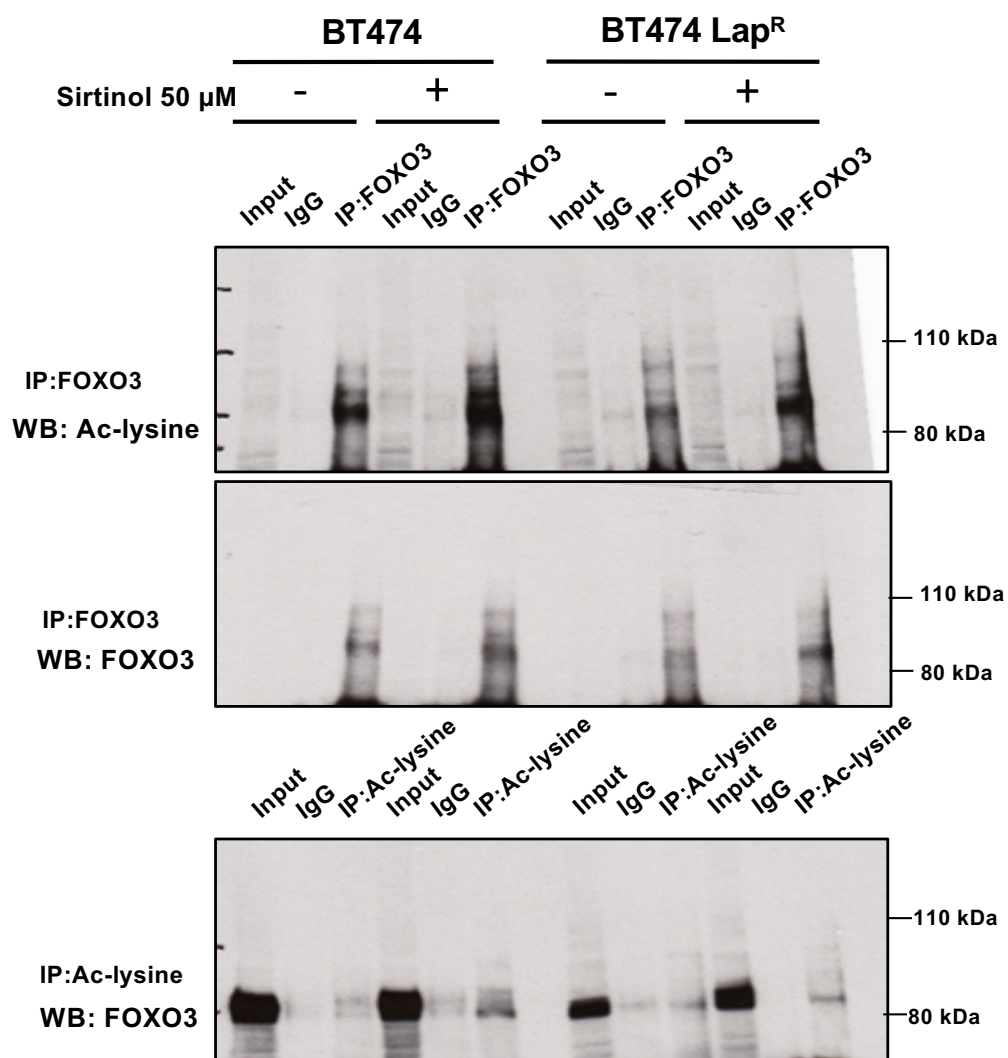 BT474 BT474 Lapᴿ
Sirtinol 50 µM - + - +
Input IgG IP:FOXO3 Input IgG IP:FOXO3 Input IgG IP:FOXO3 Input IgG IP:FOXO3
110 kDa
IP:FOXO3
WB: Ac-lysine
80 kDa
110 kDa
IP:FOXO3
WB: FOXO3
80 kDa
Input IgG IP:Ac-lysine Input IgG IP:Ac-lysine Input IgG IP:Ac-lysine Input IgG IP:Ac-lysine
110 kDa
IP:Ac-lysine
WB: FOXO3
80 kDa